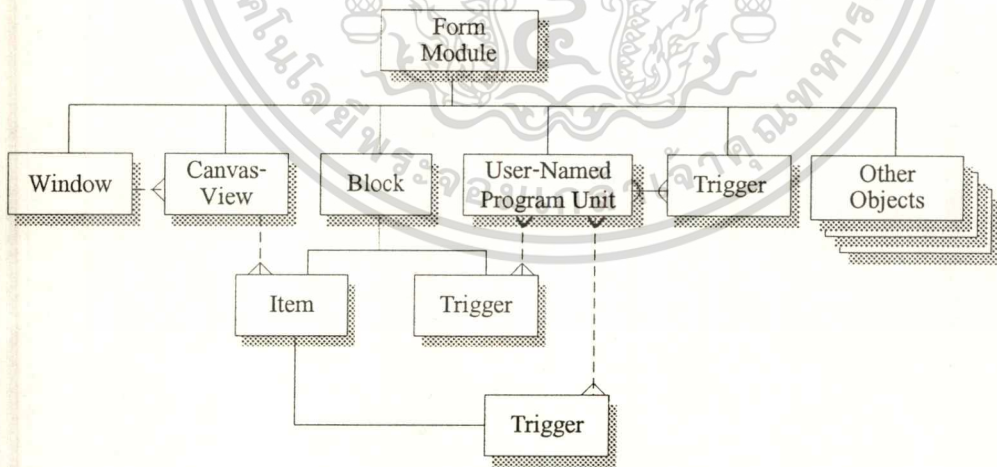 Form
Module
Window
Canvas-
View
Block
User-Named
Program Unit
Trigger
Other
Objects
Item
Trigger
Trigger